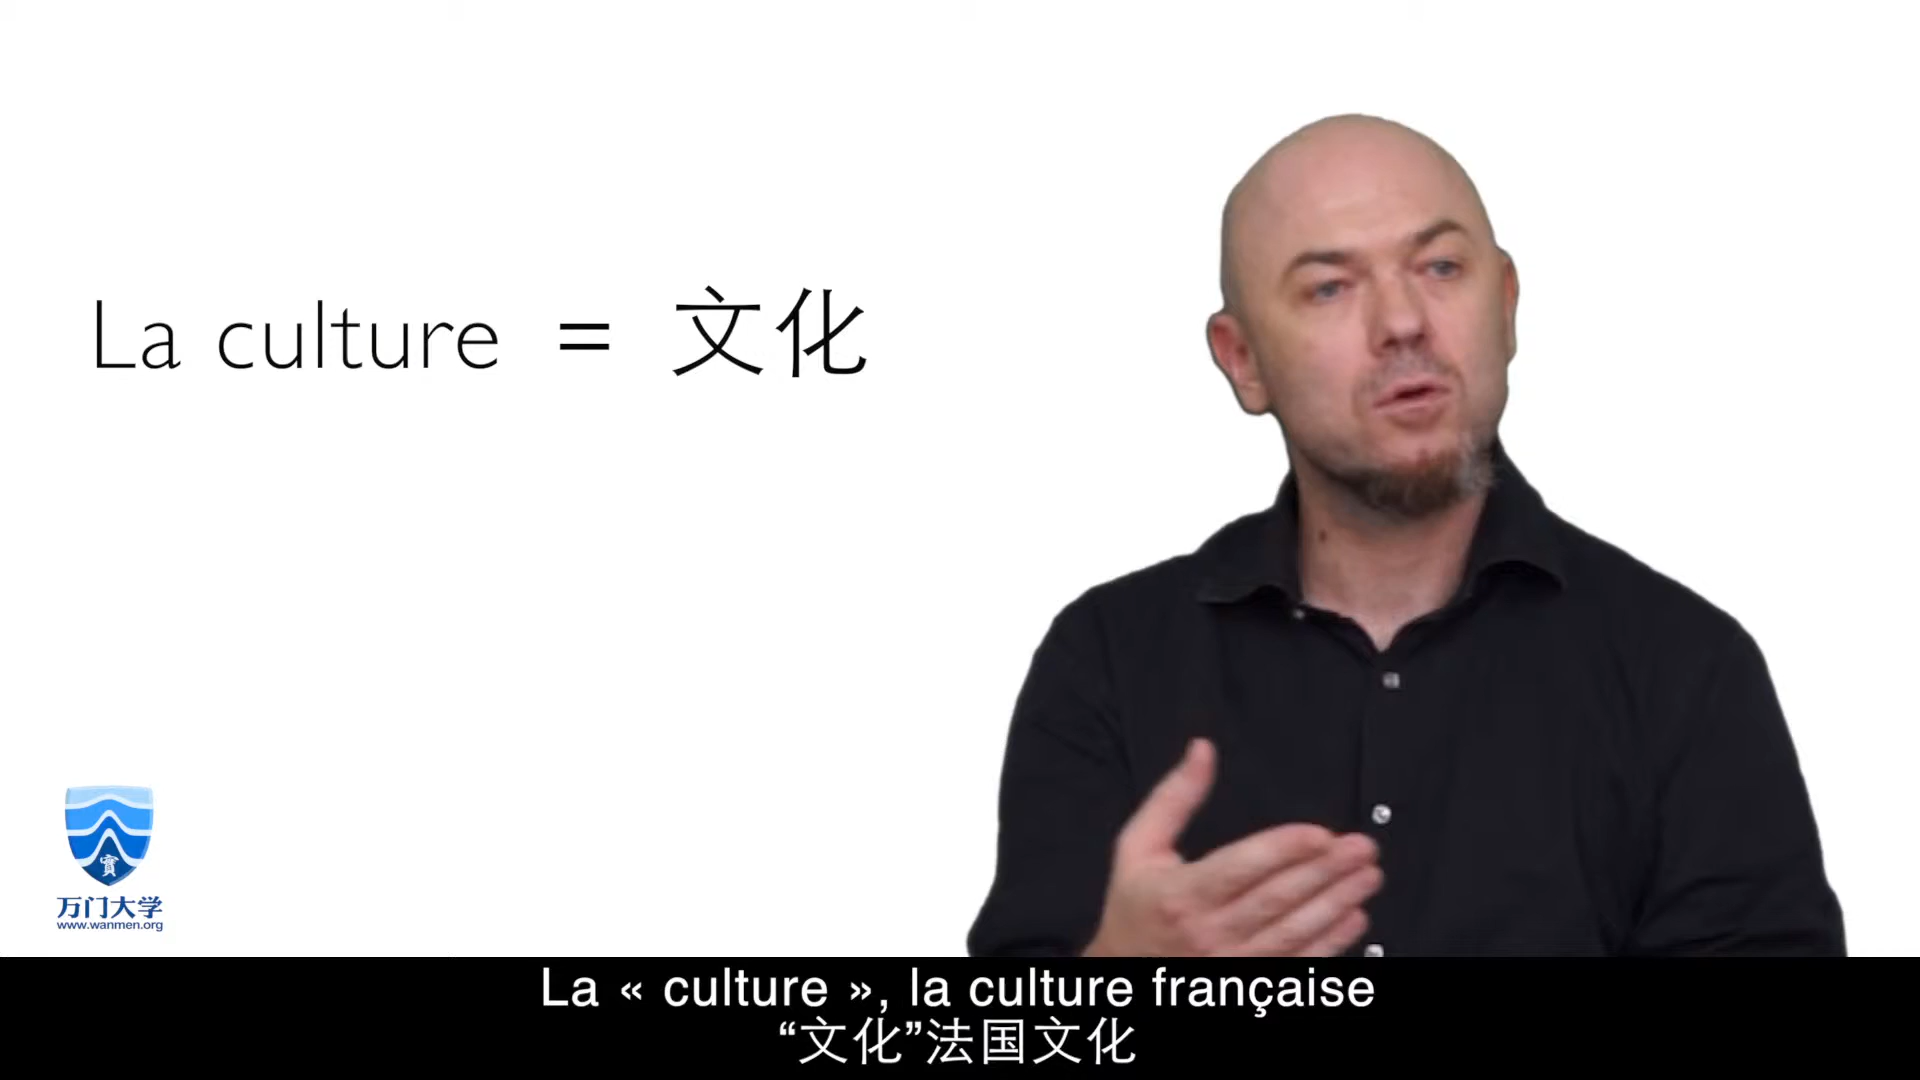 La culture = 文化
寶
万门大学
www.wanmen.org
La « culture », la culture française
“文化”法国文化